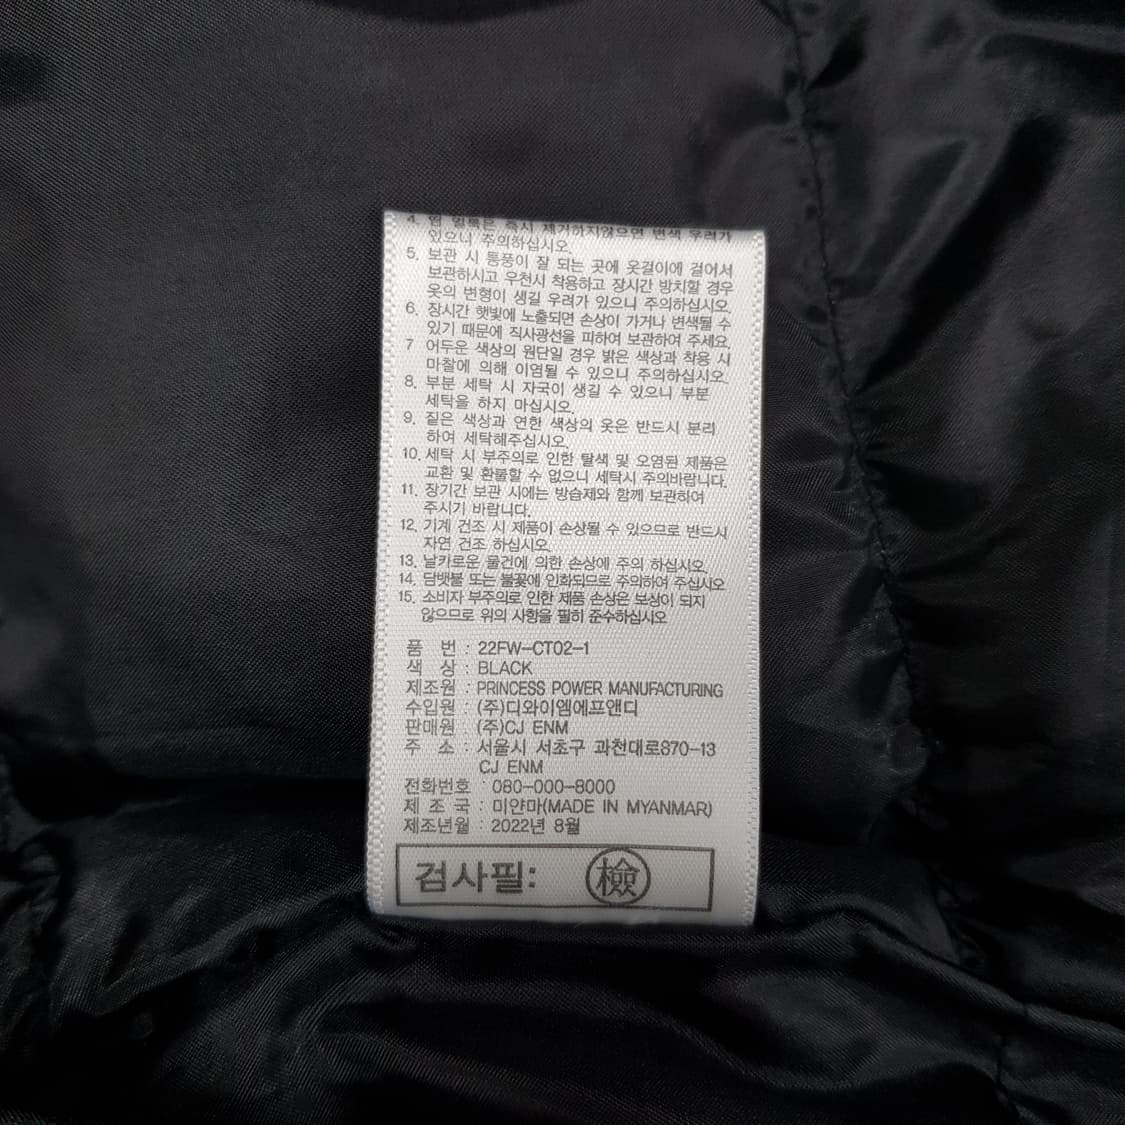 4. 땀 얼룩은 즉시 제거하지않으면 변색 우려가
있으니 주의하십시오.
5. 보관 시 통풍이 잘 되는 곳에 옷걸이에 걸어서
보관하시고 우천시 착용하고 장시간 방치할 경우
옷의 변형이 생길 우려가 있으니 주의하십시오.
6. 장시간 햇빛에 노출되면 손상이 가거나 변색될 수
있기 때문에 직사광선을 피하여 보관하여 주세요.
7 어두운 색상의 원단일 경우 밝은 색상과 착용 시
마찰에 의해 이염될 수 있으니 주의하십시오.
8. 부분 세탁 시 자국이 생길 수 있으니 부분
세탁을 하지 마십시오.
9. 짙은 색상과 연한 색상의 옷은 반드시 분리
하여 세탁해주십시오.
10. 세탁 시 부주의로 인한 탈색 및 오염된 제품은
교환 및 환불할 수 없으니 세탁시 주의바랍니다.
11. 장기간 보관 시에는 방습제와 함께 보관하여
주시기 바랍니다.
12. 기계 건조 시 제품이 손상될 수 있으므로 반드시
자연 건조 하십시오.
13. 날카로운 물건에 의한 손상에 주의 하십시오.
14. 담뱃불 또는 불꽃에 인화되므로 주의하여 주십시오
15. 소비자 부주의로 인한 제품 손상은 보상이 되지
않으므로 위의 사항을 필히 준수하십시오
품 번 : 22FW-CT02-1
색 상 : BLACK
제조원 : PRINCESS POWER MANUFACTURING
수입원 : (주)디와이엠에프앤디
판매원 : (주)CJ ENM
주 소 : 서울시 서초구 과천대로870-13
CJ ENM
전화번호 : 080-000-8000
제 조 국 : 미얀마(MADE IN MYANMAR)
제조년월 : 2022년 8월
검사필: 檢